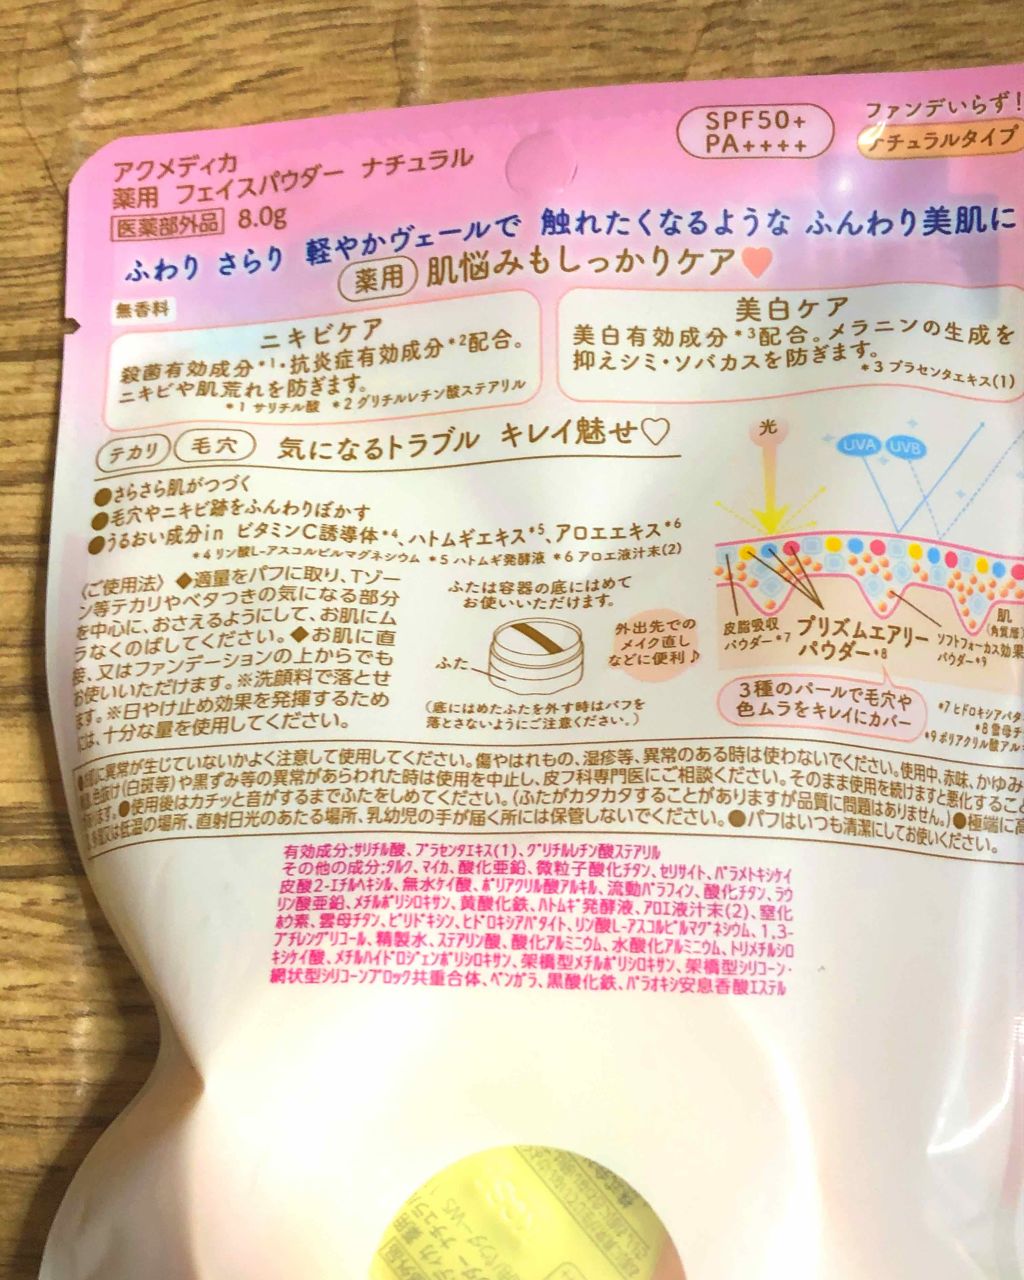 SPF50+
PA++++
ファンデいらず!
ナチュラルタイプ
アクメディカ
薬用 フェイスパウダー ナチュラル
医薬部外品 8.0g
ふわり さらり 軽やかヴェールで 触れたくなるような ふんわり美肌に
薬用 肌悩みもしっかりケア
無香料
ニキビケア
殺菌有効成分*1・抗炎症有効成分*2配合。
ニキビや肌荒れを防ぎます。
*1 サリチル酸 *2 グリチルレチン酸ステアリル
美白ケア
美白有効成分*3配合。メラニンの生成を
抑えシミ・ソバカスを防ぎます。
*3 プラセンタエキス(1)
テカリ 毛穴 気になるトラブル キレイ魅せ♡
●さらさら肌がつづく
●毛穴やニキビ跡をふんわりぼかす
●うるおい成分in ビタミンC誘導体*4、ハトムギエキス*5、アロエエキス*6
*4 リン酸L-アスコルビルマグネシウム *5 ハトムギ発酵液 *6 アロエ液汁末(2)
〈ご使用法〉◆適量をパフに取り、Tゾー
ン等テカリやベタつきの気になる部分
を中心に、おさえるようにして、お肌にム
ラなくのばしてください。◆お肌に直
接、又はファンデーションの上からでも
お使いいただけます。※洗顔料で落とせ
ます。※日やけ止め効果を発揮するため
には、十分な量を使用してください。
ふたは容器の底にはめて
お使いいただけます。
ふた
外出先での
メイク直し
などに便利♪
(底にはめたふたを外す時はパフを
落とさないようにご注意ください。)
光
UVA
UVB
皮脂吸収
パウダー*7
プリズムエアリー
パウダー*8
ソフトフォーカス効果
パウダー*9
肌
(角質層)
3種のパールで毛穴や
色ムラをキレイにカバー
*7 ヒドロキシアパタ
*8 雲母チ
*9 ポリアクリル酸アル
●肌に異常が生じていないかよく注意して使用してください。傷やはれもの、湿疹等、異常のある時は使わないでください。使用中、赤味、かゆみ
色抜け(白斑等)や黒ずみ等の異常があらわれた時は使用を中止し、皮フ科専門医にご相談ください。そのまま使用を続けますと悪化すること
ます。●使用後はカチッと音がするまでふたをしめてください。(ふたがカタカタすることがありますが品質に問題はありません。)●極端に高
又は低温の場所、直射日光のあたる場所、乳幼児の手が届く所には保管しないでください。●パフはいつも清潔にしてお使いください。
有効成分:サリチル酸、プラセンタエキス(1)、グリチルレチン酸ステアリル
その他の成分:タルク、マイカ、酸化亜鉛、微粒子酸化チタン、セリサイト、パラメトキシケイ
皮酸2-エチルヘキシル、無水ケイ酸、ポリアクリル酸アルキル、流動パラフィン、酸化チタン、ラウ
リン酸亜鉛、メチルポリシロキサン、黄酸化鉄、ハトムギ発酵液、アロエ液汁末(2)、窒化
ホウ素、雲母チタン、ピリドキシン、ヒドロキシアパタイト、リン酸L-アスコルビルマグネシウム、1,3-
ブチレングリコール、精製水、ステアリン酸、酸化アルミニウム、水酸化アルミニウム、トリメチルシロ
キシケイ酸、メチルハイドロジェンポリシロキサン、架橋型メチルポリシロキサン、架橋型シリコーン・
網状型シリコーンブロック共重合体、ベンガラ、黒酸化鉄、パラオキシ安息香酸エステル